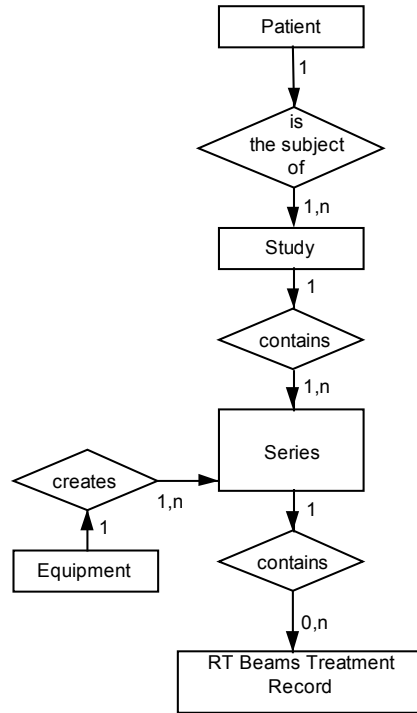 Patient
1
is
the subject
of
1,n
Study
1
contains
1,n
Series
creates
1,n
1
Equipment
1
contains
0,n
RT Beams Treatment
Record